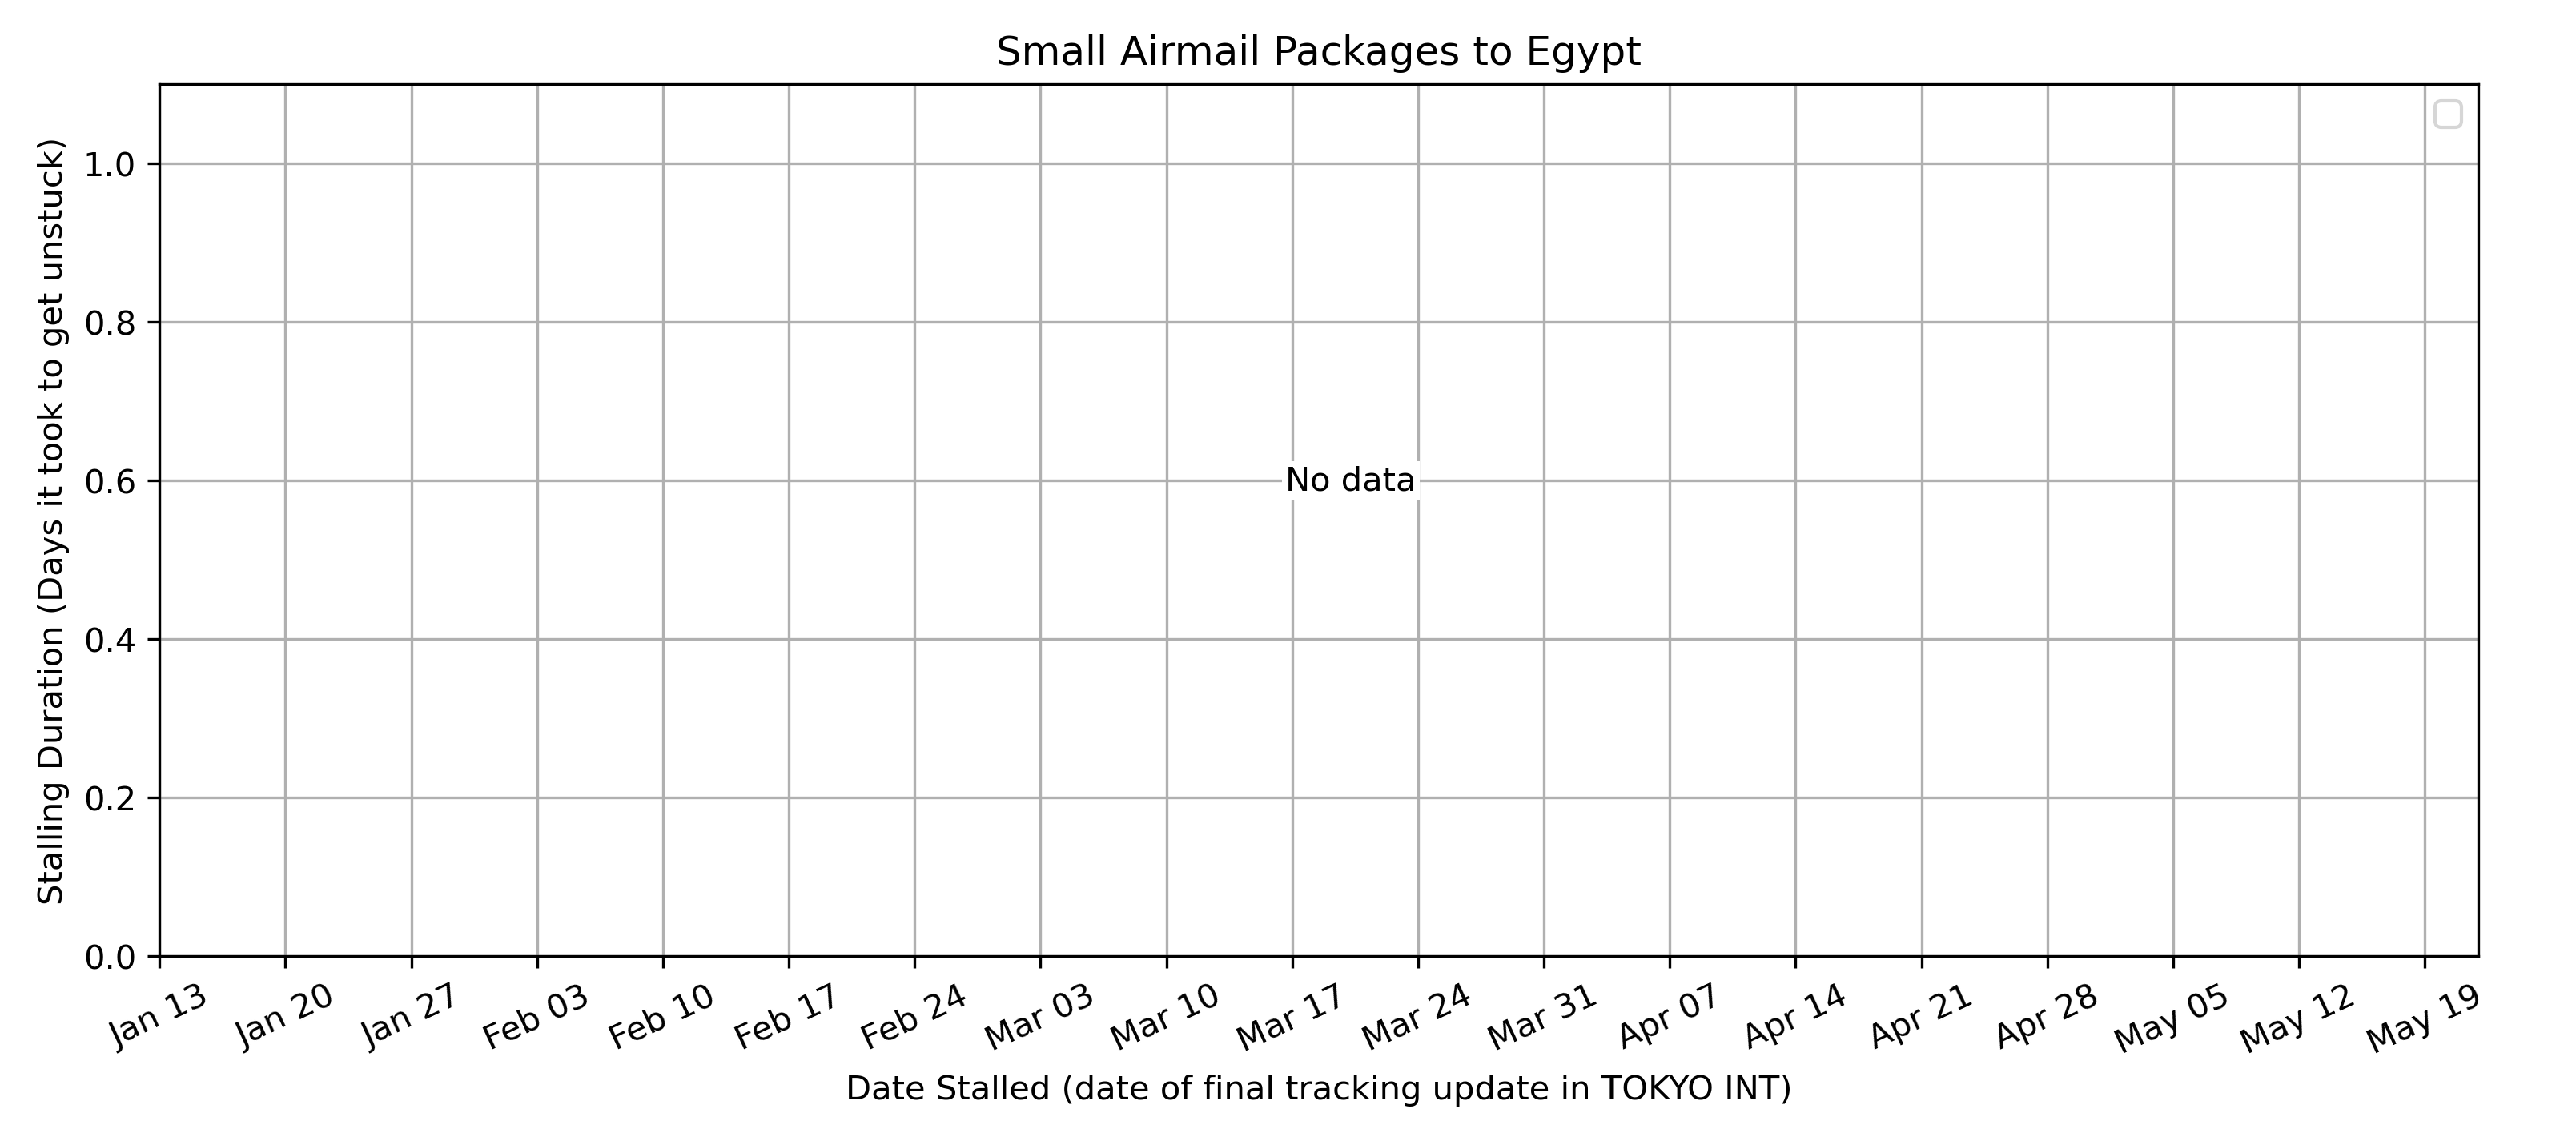 Small Airmail Packages to Egypt
Stalling Duration (Days it took to get unstuck)
1.0
0.8
0.6
0.4
0.2
0.0
No data
Jan 13
Jan 20
Jan 27
Feb 03
Feb 10
Feb 17
Feb 24
Mar 03
Mar 10
Mar 17
Mar 24
Mar 31
Apr 07
Apr 14
Apr 21
Apr 28
May 05
May 12
May 19
Date Stalled (date of final tracking update in TOKYO INT)